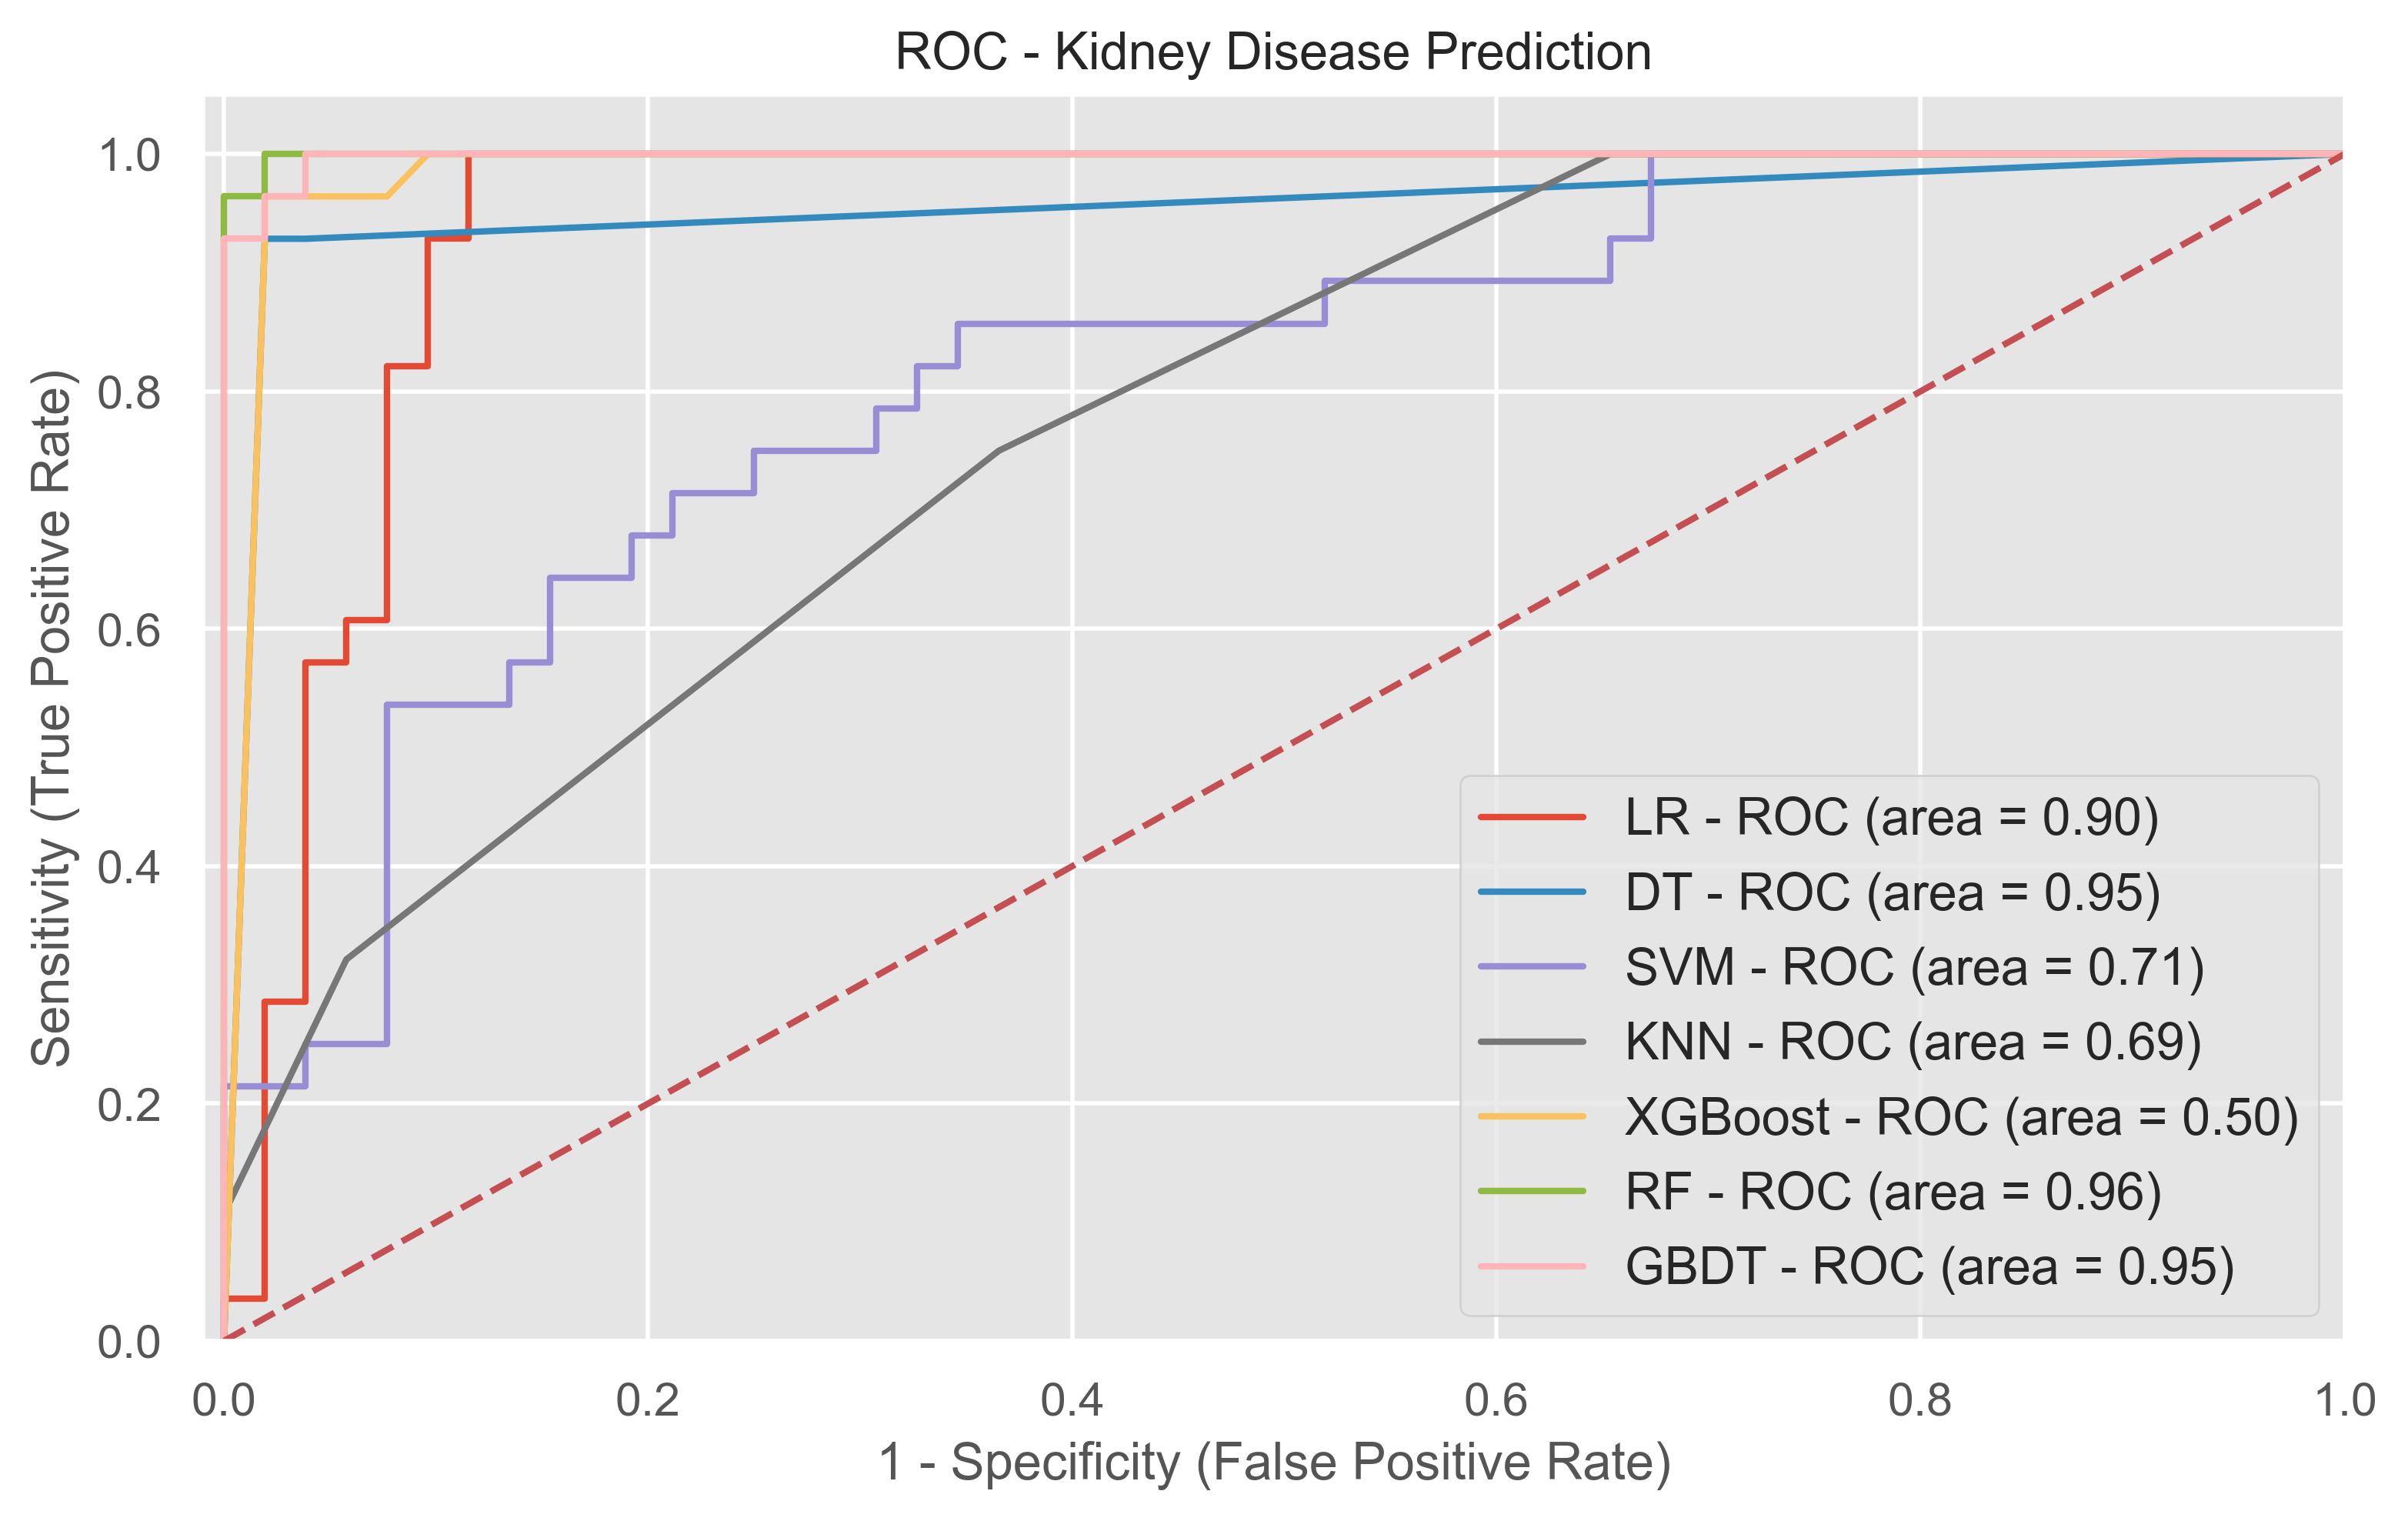 ROC - Kidney Disease Prediction
Sensitivity (True Positive Rate)
1.0
0.8
0.6
0.4
0.2
0.0
LR - ROC (area = 0.90)
DT - ROC (area = 0.95)
SVM - ROC (area = 0.71)
KNN - ROC (area = 0.69)
XGBoost - ROC (area = 0.50)
RF - ROC (area = 0.96)
GBDT - ROC (area = 0.95)
0.0 0.2 0.4 0.6 0.8 1.0
1 - Specificity (False Positive Rate)